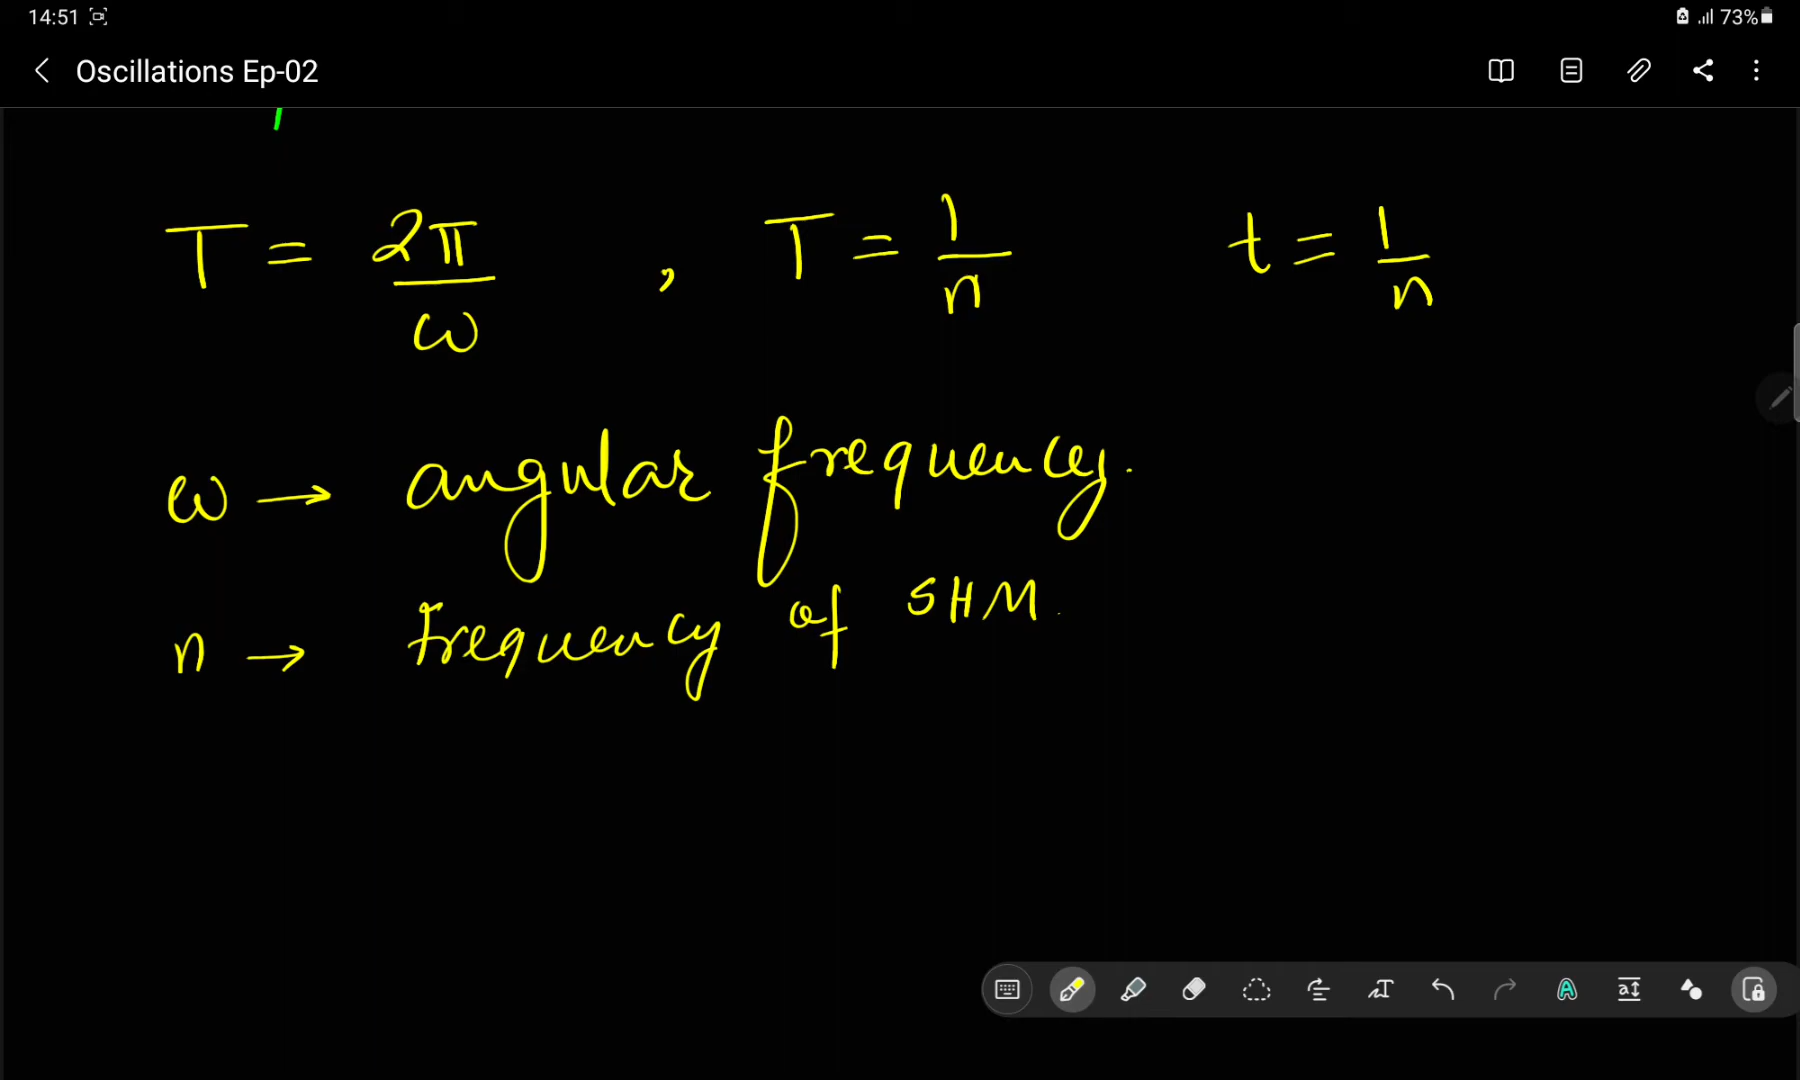 14:51 73%
Oscillations Ep-02
T = 2π/ω , T = 1/n t = 1/n
ω → angular frequency.
n → Frequency of SHM.